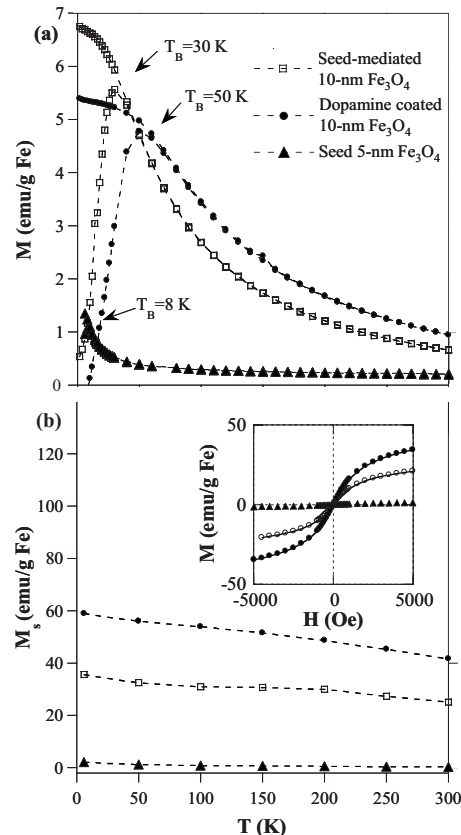 (a)
7
6
5
4
3
2
1
0
M (emu/g Fe)
T_B=30 K
T_B=50 K
T_B=8 K
Seed-mediated
10-nm Fe₃O₄
Dopamine coated
10-nm Fe₃O₄
Seed 5-nm Fe₃O₄
(b)
120
100
80
60
40
20
0
M_s (emu/g Fe)
50
0
-50
M (emu/g Fe)
-5000 0 5000
H (Oe)
0 50 100 150 200 250 300
T (K)